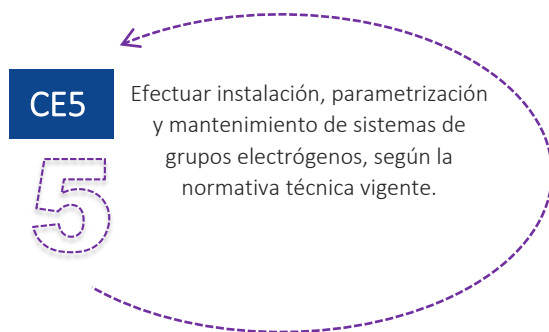 CE5
5
Efectuar instalación, parametrización
y mantenimiento de sistemas de
grupos electrógenos, según la
normativa técnica vigente.